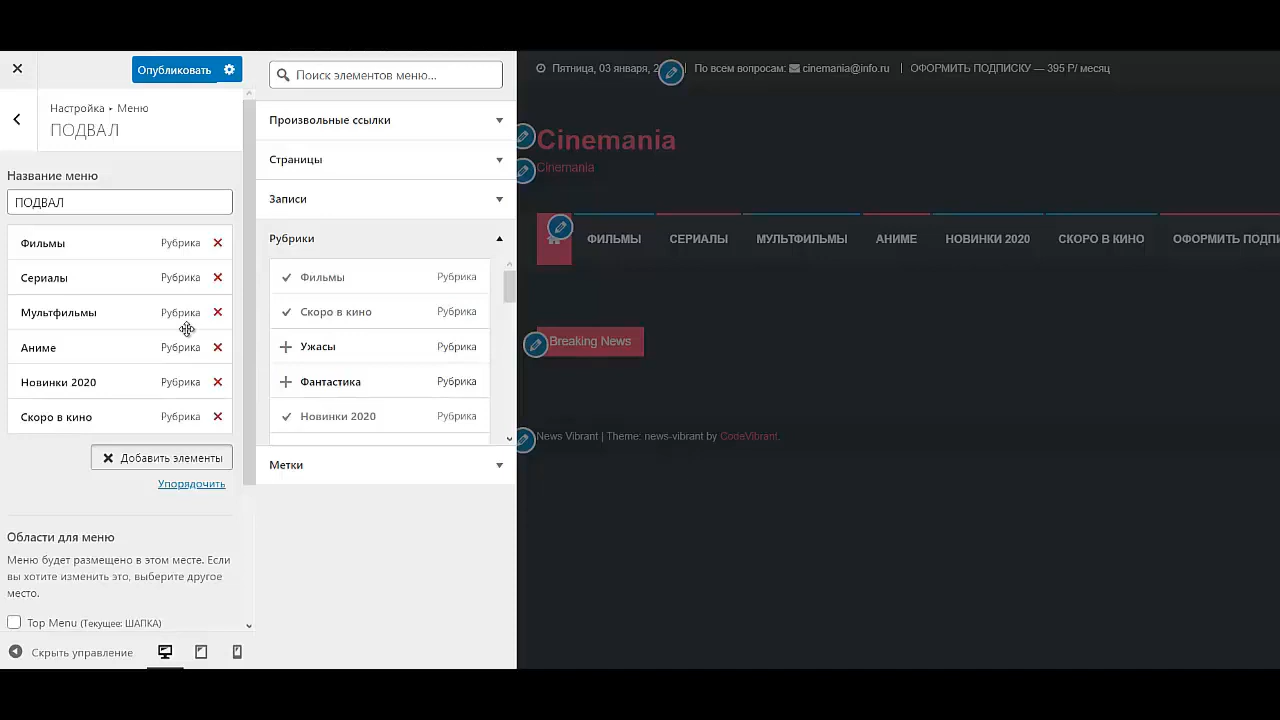 Опубликовать
Настройка ▸ Меню
ПОДВАЛ
Название меню
ПОДВАЛ
Фильмы Рубрика
Сериалы Рубрика
Мультфильмы Рубрика
Аниме Рубрика
Новинки 2020 Рубрика
Скоро в кино Рубрика
Добавить элементы
Упорядочить
Области для меню
Меню будет размещено в этом месте. Если
вы хотите изменить это, выберите другое
место.
Top Menu (Текущее: ШАПКА)
Скрыть управление
Поиск элементов меню...
Произвольные ссылки
Страницы
Записи
Рубрики
Фильмы Рубрика
Скоро в кино Рубрика
Ужасы Рубрика
Фантастика Рубрика
Новинки 2020 Рубрика
Метки
Пятница, 03 января, 2 | По всем вопросам: cinemania@info.ru | ОФОРМИТЬ ПОДПИСКУ — 395 Р/ месяц
Cinemania
Cinemania
ФИЛЬМЫ СЕРИАЛЫ МУЛЬТФИЛЬМЫ АНИМЕ НОВИНКИ 2020 СКОРО В КИНО ОФОРМИТЬ ПОДПИ
Breaking News
News Vibrant | Theme: news-vibrant by CodeVibrant.